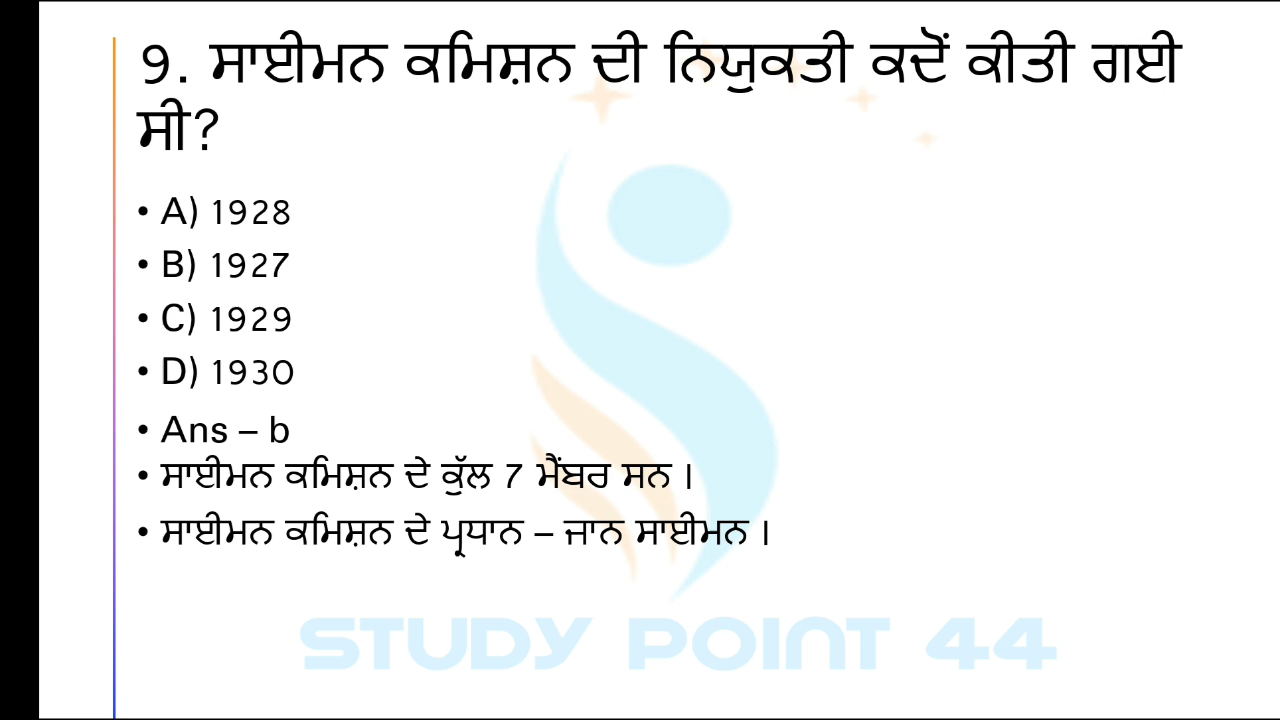 9. ਸਾਈਮਨ ਕਮਿਸ਼ਨ ਦੀ ਨਿਯੁਕਤੀ ਕਦੋਂ ਕੀਤੀ ਗਈ
ਸੀ?
• A) 1928
• B) 1927
• C) 1929
• D) 1930
• Ans – b
• ਸਾਈਮਨ ਕਮਿਸ਼ਨ ਦੇ ਕੁੱਲ 7 ਮੈਂਬਰ ਸਨ ।
• ਸਾਈਮਨ ਕਮਿਸ਼ਨ ਦੇ ਪ੍ਰਧਾਨ – ਜਾਨ ਸਾਈਮਨ ।
STUDY POINT 44